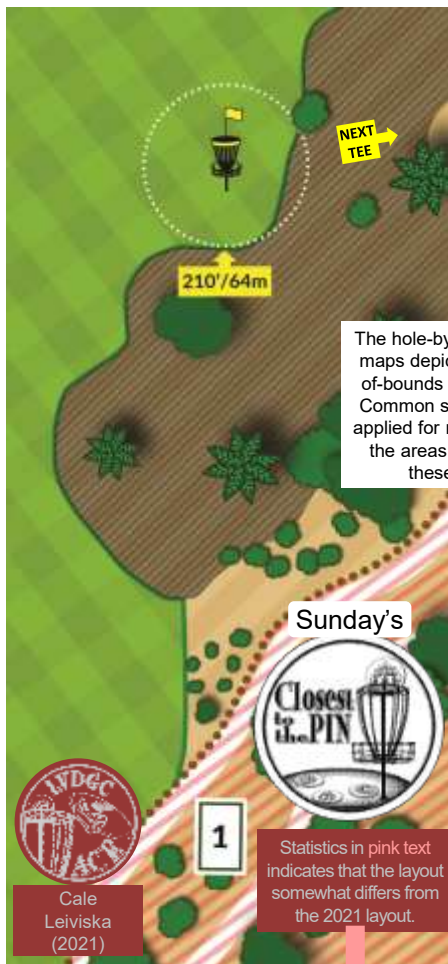 NEXT
TEE
210'/64m
The hole-by
maps depic
of-bounds
Common s
applied for r
the areas
these
Sunday's
Closest
to
the PIN
LVDGC
ACR
1
Cale
Leiviska
(2021)
Statistics in pink text
indicates that the layout
somewhat differs from
the 2021 layout.